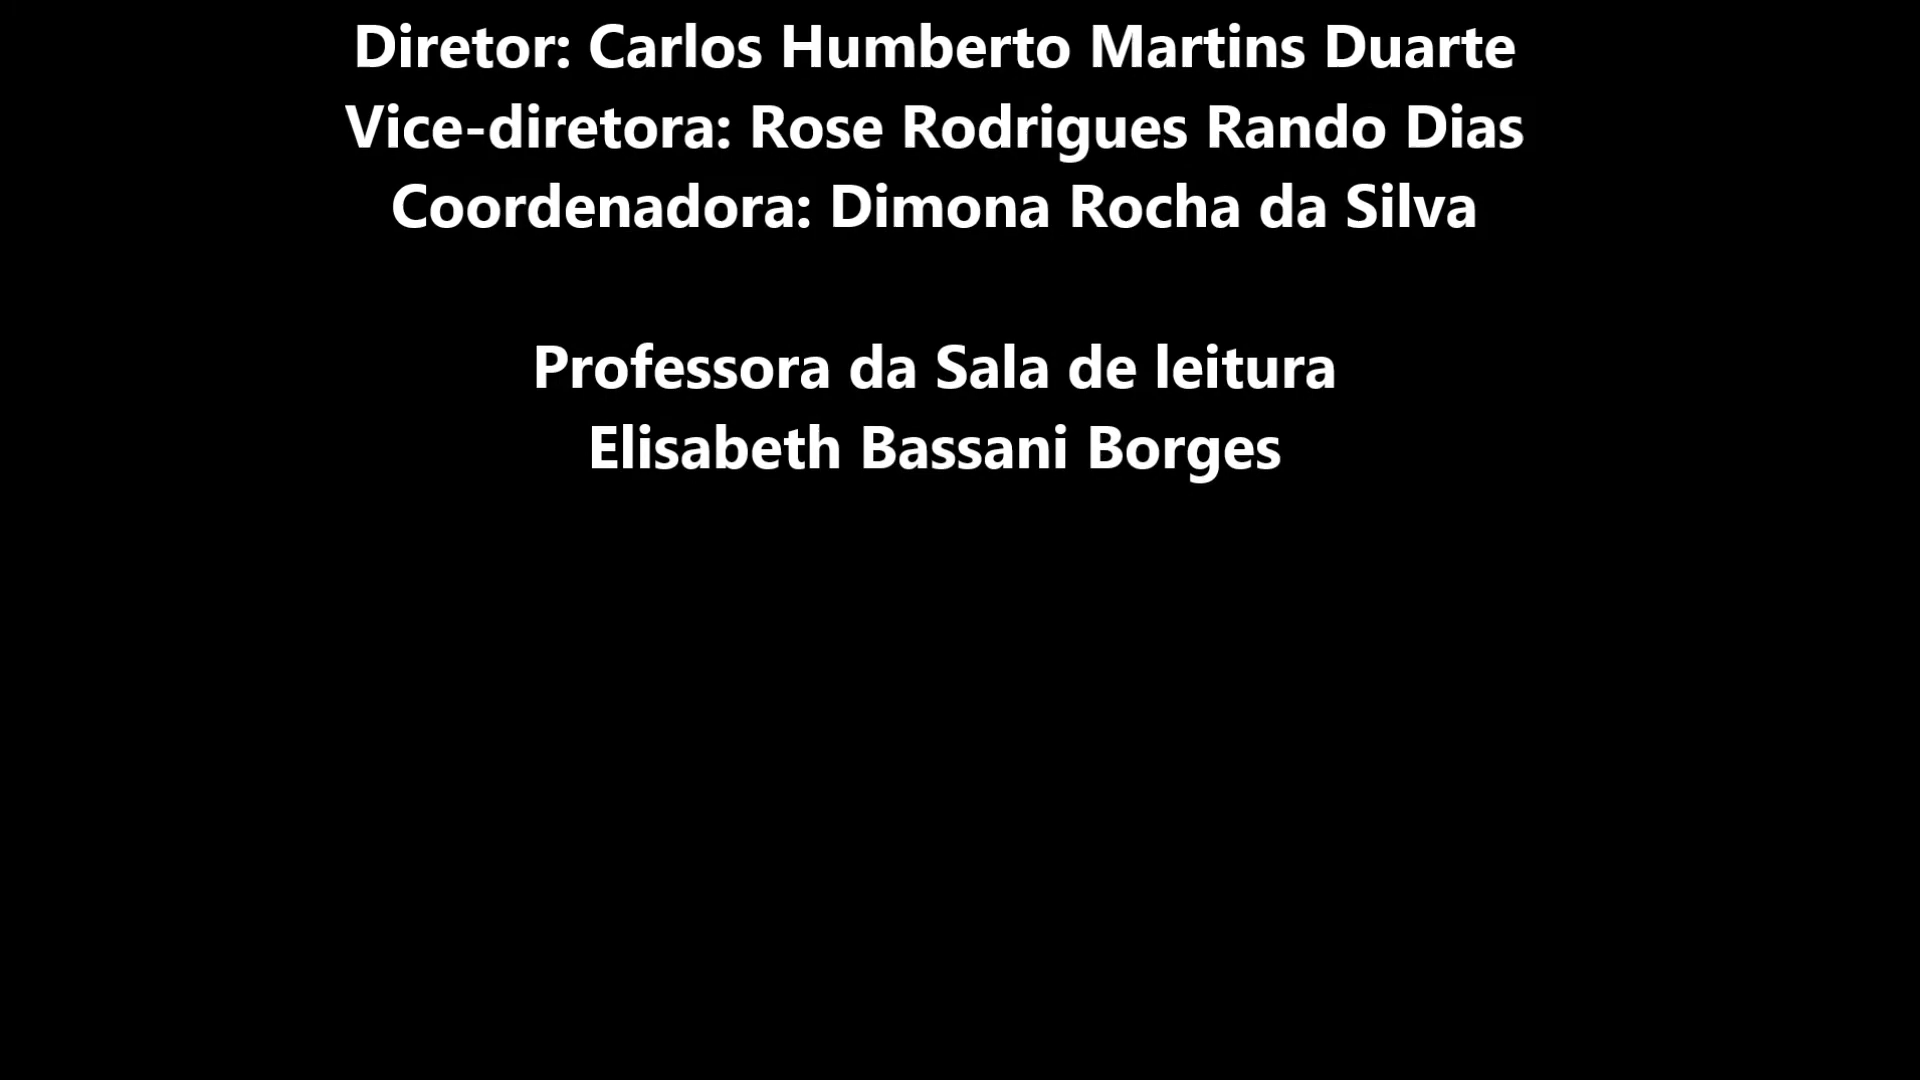 Diretor: Carlos Humberto Martins Duarte
Vice-diretora: Rose Rodrigues Rando Dias
Coordenadora: Dimona Rocha da Silva
Professora da Sala de leitura
Elisabeth Bassani Borges